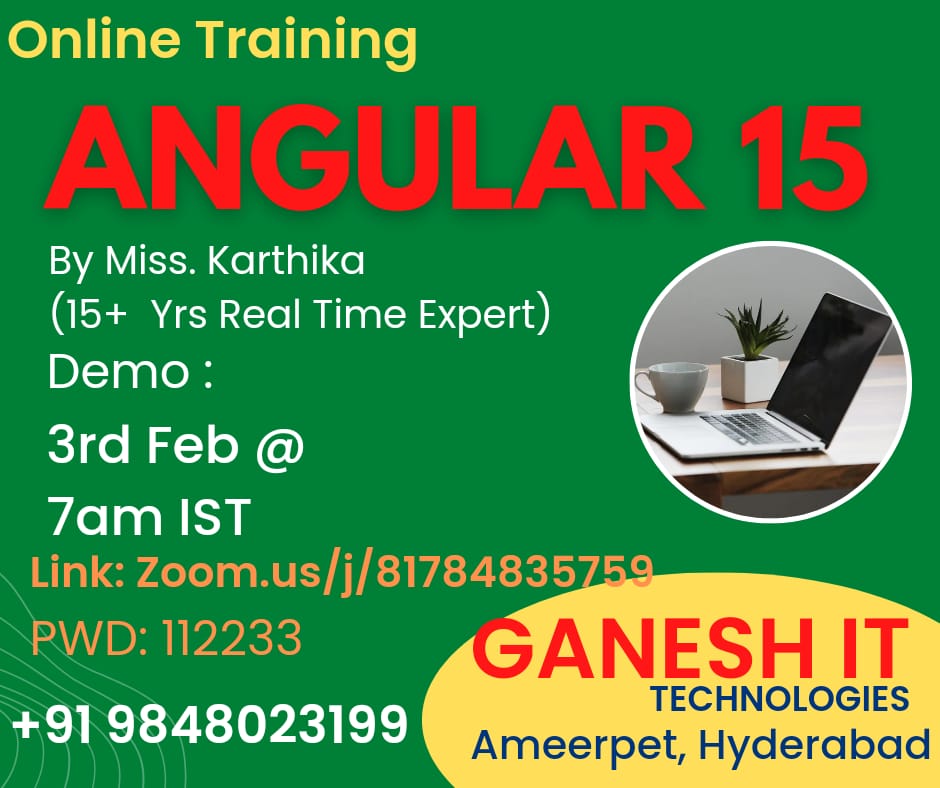 Online Training
ANGULAR 15
By Miss. Karthika
(15+ Yrs Real Time Expert)
Demo :
3rd Feb @
7am IST
Link: Zoom.us/j/81784835759
PWD: 112233
+91 9848023199
GANESH IT
TECHNOLOGIES
Ameerpet, Hyderabad